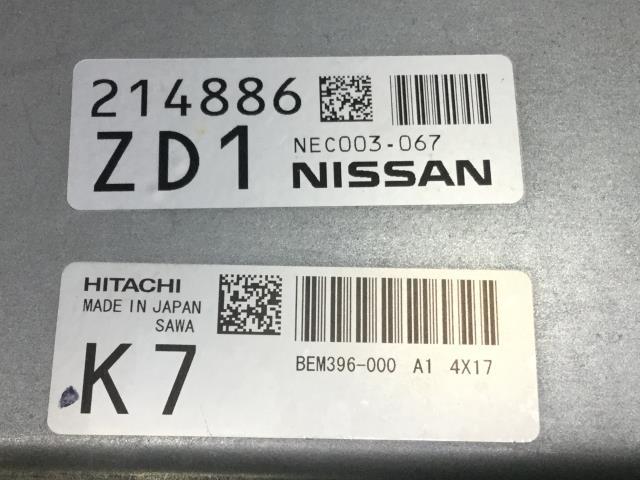 214886
ZD1
NEC003-067
NISSAN
HITACHI
MADE IN JAPAN
SAWA
K7
BEM396-000 A1 4X17